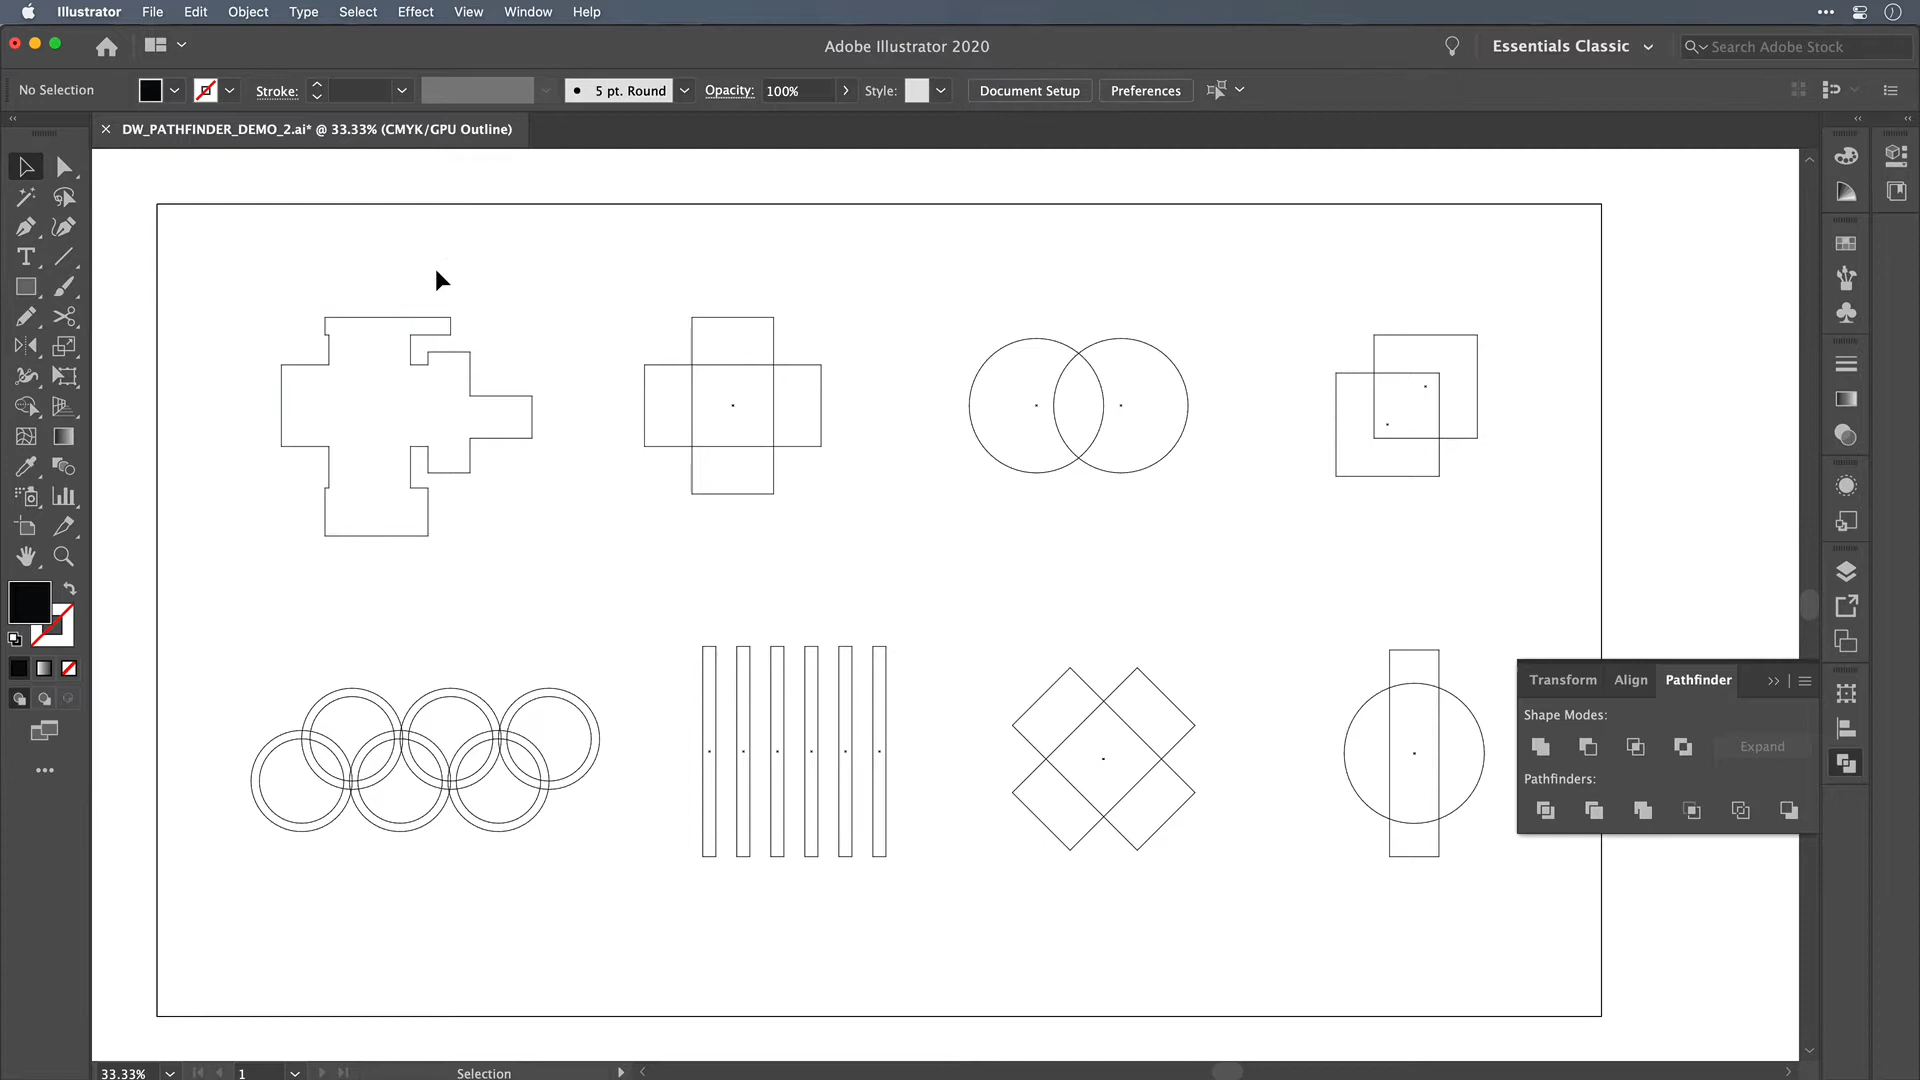 Illustrator File Edit Object Type Select Effect View Window Help
Adobe Illustrator 2020
Essentials Classic
Search Adobe Stock
No Selection
Stroke:
5 pt. Round
Opacity: 100%
Style:
Document Setup
Preferences
DW_PATHFINDER_DEMO_2.ai* @ 33.33% (CMYK/GPU Outline)
Transform Align Pathfinder
Shape Modes:
Expand
Pathfinders:
33.33%
1
Selection